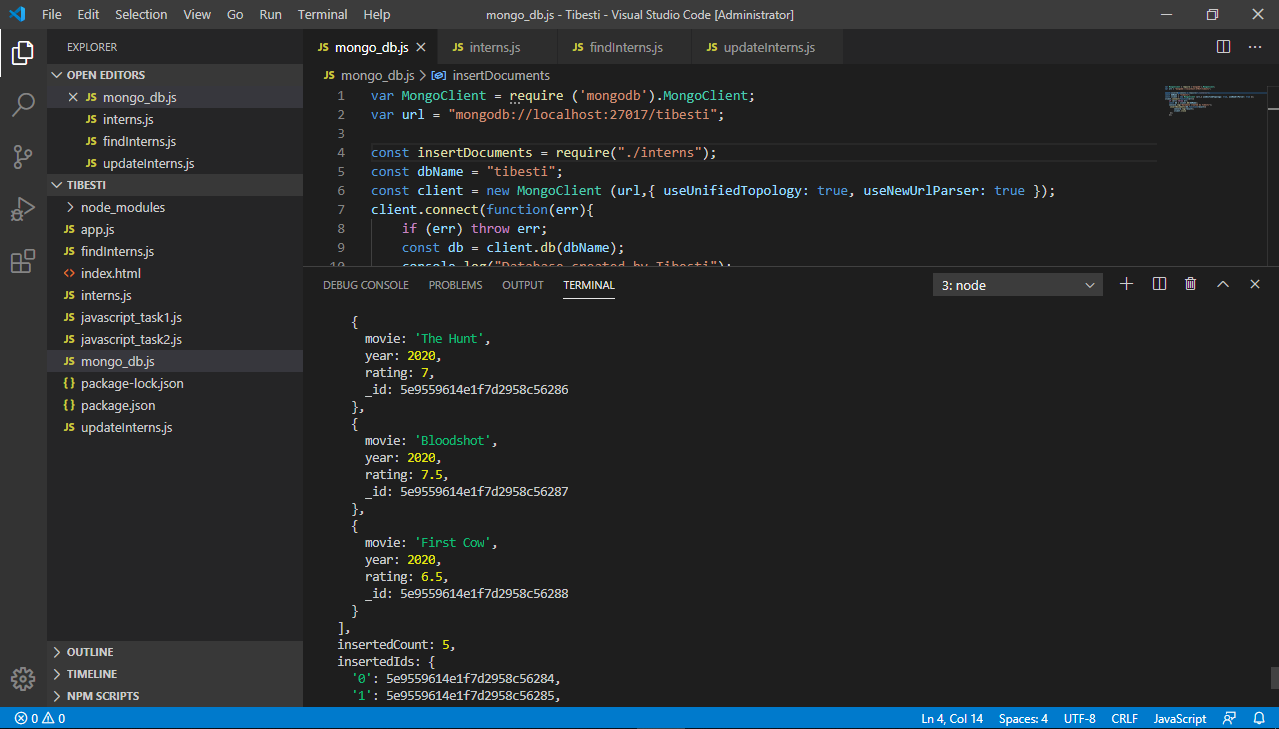 File Edit Selection View Go Run Terminal Help mongo_db.js - Tibesti - Visual Studio Code [Administrator]
EXPLORER
OPEN EDITORS
JS mongo_db.js
JS interns.js
JS findInterns.js
JS updateInterns.js
TIBESTI
node_modules
JS app.js
JS findInterns.js
<> index.html
JS interns.js
JS javascript_task1.js
JS javascript_task2.js
JS mongo_db.js
{} package-lock.json
{} package.json
JS updateInterns.js
OUTLINE
TIMELINE
NPM SCRIPTS
JS mongo_db.js JS interns.js JS findInterns.js JS updateInterns.js
JS mongo_db.js > insertDocuments
1 var MongoClient = require ('mongodb').MongoClient;
2 var url = "mongodb://localhost:27017/tibesti";
3
4 const insertDocuments = require("./interns");
5 const dbName = "tibesti";
6 const client = new MongoClient (url,{ useUnifiedTopology: true, useNewUrlParser: true });
7 client.connect(function(err){
8 if (err) throw err;
9 const db = client.db(dbName);
10 console.log("Database created by Tibesti");
DEBUG CONSOLE PROBLEMS OUTPUT TERMINAL 3: node
{
movie: 'The Hunt',
year: 2020,
rating: 7,
_id: 5e9559614e1f7d2958c56286
},
{
movie: 'Bloodshot',
year: 2020,
rating: 7.5,
_id: 5e9559614e1f7d2958c56287
},
{
movie: 'First Cow',
year: 2020,
rating: 6.5,
_id: 5e9559614e1f7d2958c56288
}
],
insertedCount: 5,
insertedIds: {
'0': 5e9559614e1f7d2958c56284,
'1': 5e9559614e1f7d2958c56285,
0 0 Ln 4, Col 14 Spaces: 4 UTF-8 CRLF JavaScript